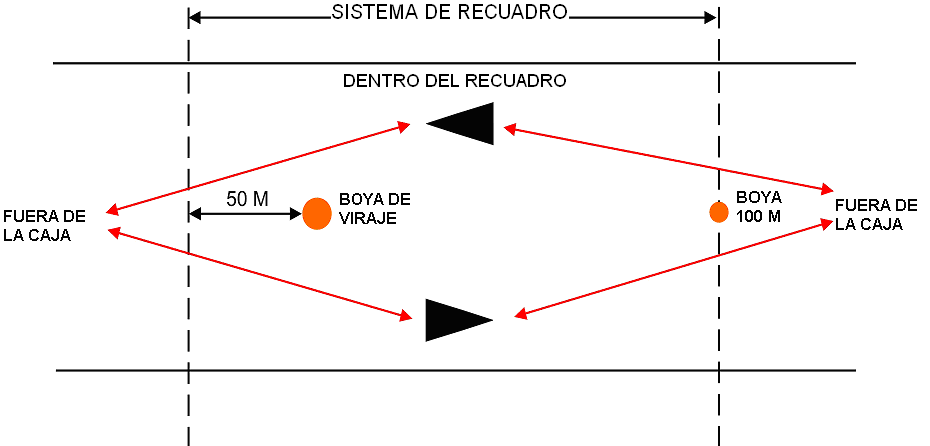 SISTEMA DE RECUADRO
DENTRO DEL RECUADRO
50 M
BOYA DE
VIRAJE
BOYA
100 M
FUERA DE
LA CAJA
FUERA DE
LA CAJA